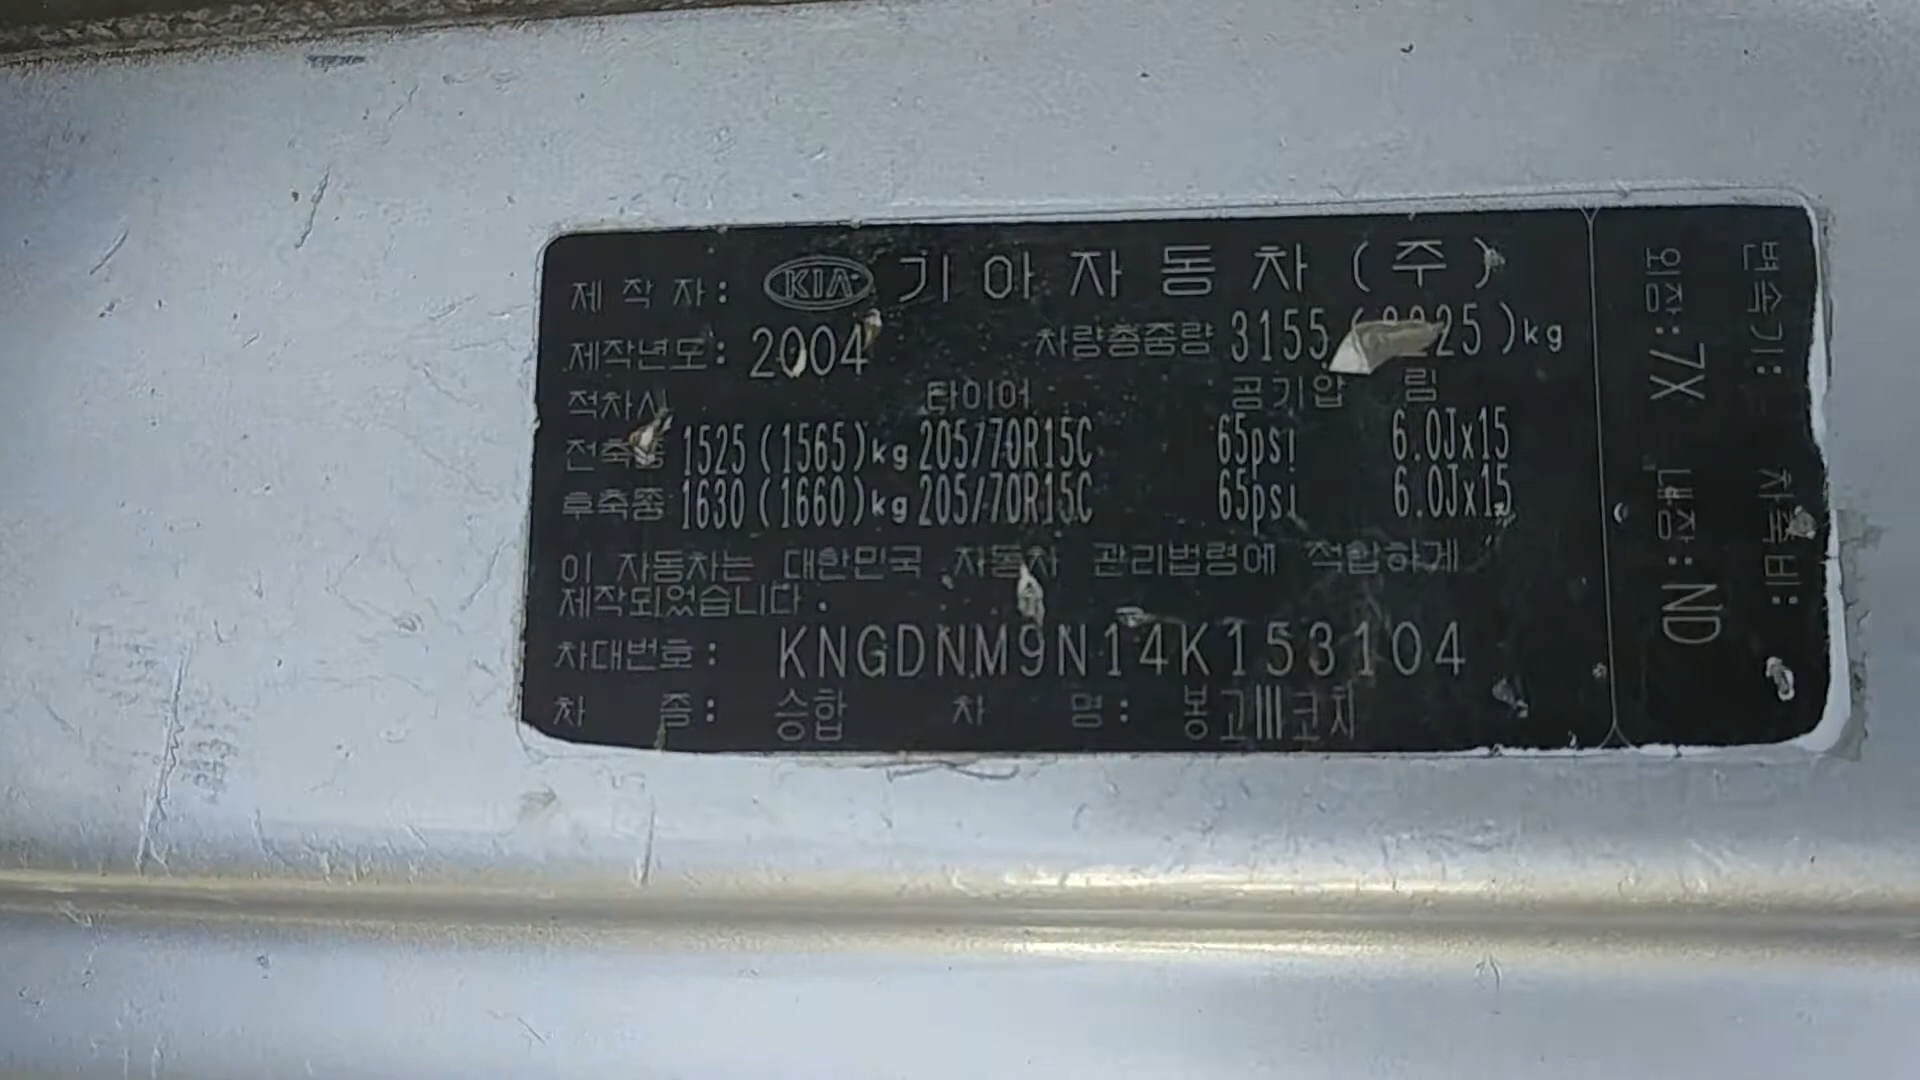 제 작 자: KIA 기 아 자 동 차 (주)
제작년도: 2004 차량총중량 3155 kg
적차시 타이어 공기압 림
전축중 1525 (1565)kg 205/70R15C 65psi 6.0Jx15
후축중 1630 (1660)kg 205/70R15C 65psi 6.0Jx15
이 자동차는 대한민국 자동차 관리법령에 적합하게
제작되었습니다.
차대번호: KNGDNM9N14K153104
차 종: 승합 차 명: 봉고III코치
변속기: 차축비:
외장: 7X 내장: ND